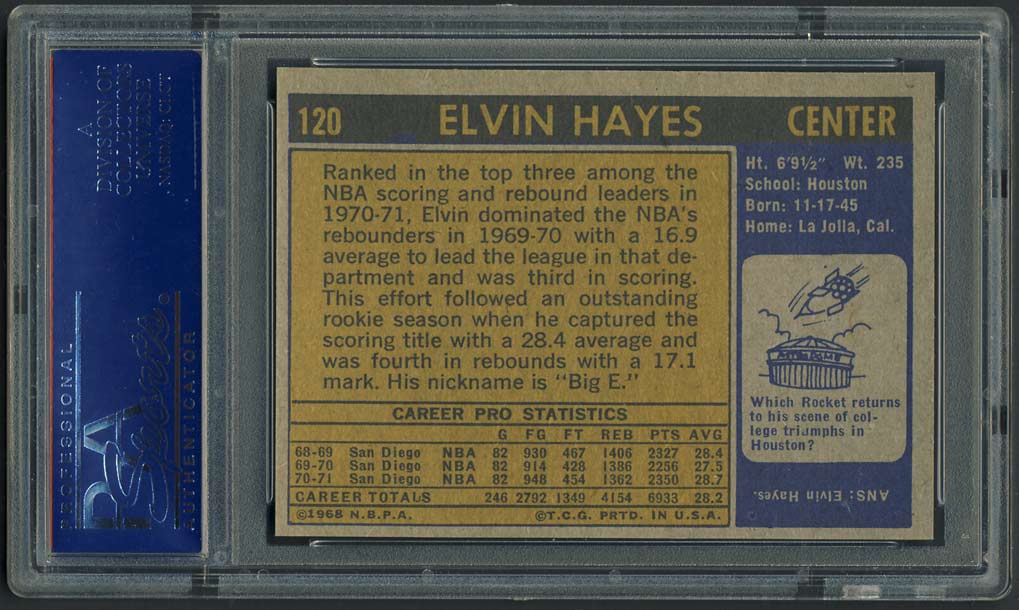 A
DIVISION OF
COLLECTORS
UNIVERSE
NASDAQ: CLCT
PROFESSIONAL
PSA
Sports
AUTHENTICATOR
120 ELVIN HAYES CENTER
Ranked in the top three among the
NBA scoring and rebound leaders in
1970-71, Elvin dominated the NBA's
rebounders in 1969-70 with a 16.9
average to lead the league in that de-
partment and was third in scoring.
This effort followed an outstanding
rookie season when he captured the
scoring title with a 28.4 average and
was fourth in rebounds with a 17.1
mark. His nickname is "Big E."
CAREER PRO STATISTICS
G FG FT REB PTS AVG
68-69 San Diego NBA 82 930 467 1406 2327 28.4
69-70 San Diego NBA 82 914 428 1386 2256 27.5
70-71 San Diego NBA 82 948 454 1362 2350 28.7
CAREER TOTALS 246 2792 1349 4154 6933 28.2
©1968 N.B.P.A. ©T.C.G. PRTD. IN U.S.A.
Ht. 6'9½" Wt. 235
School: Houston
Born: 11-17-45
Home: La Jolla, Cal.
ASTRODOME
Which Rocket returns
to his scene of col-
lege triumphs in
Houston?
ANS: Elvin Hayes.